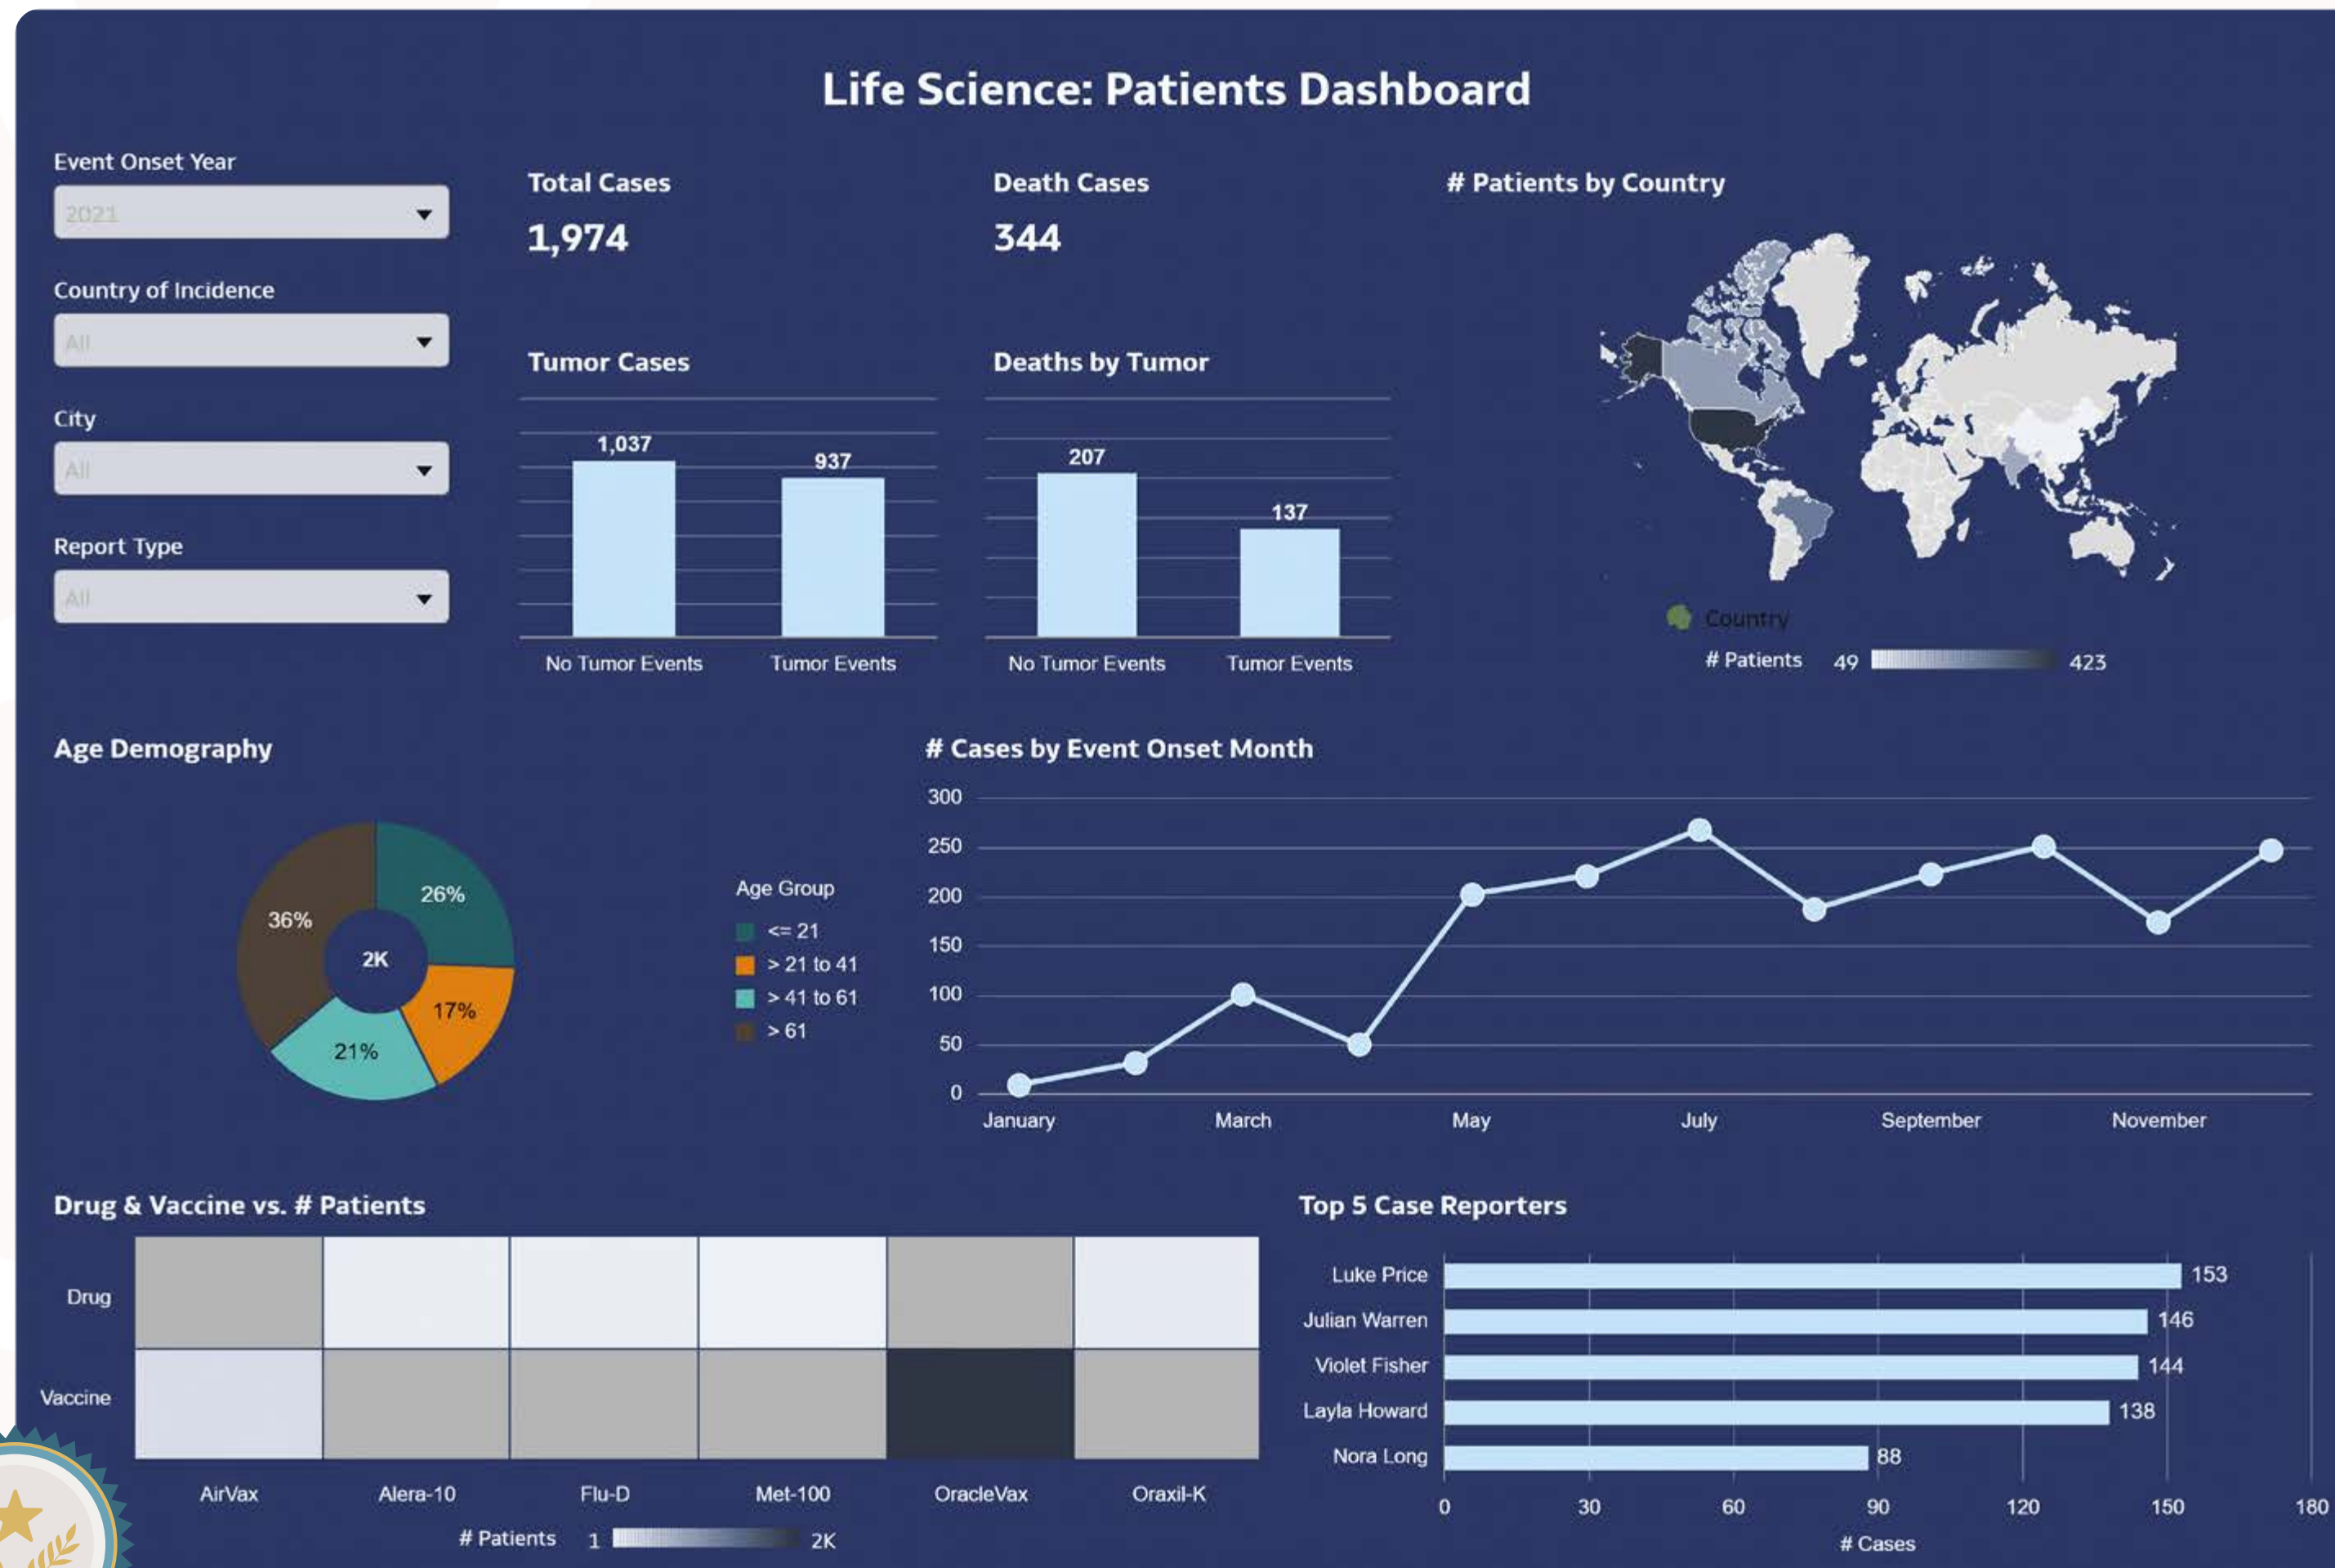 Life Science: Patients Dashboard
Event Onset Year
2021
Country of Incidence
All
City
All
Report Type
All
Total Cases
1,974
Death Cases
344
Tumor Cases
1,037
937
No Tumor Events
Tumor Events
Deaths by Tumor
207
137
No Tumor Events
Tumor Events
# Patients by Country
Country
# Patients 49 423
Age Demography
26%
36%
2K
17%
21%
Age Group
<= 21
> 21 to 41
> 41 to 61
> 61
# Cases by Event Onset Month
300
250
200
150
100
50
0
January March May July September November
Drug & Vaccine vs. # Patients
Drug
Vaccine
AirVax Alera-10 Flu-D Met-100 OracleVax Oraxil-K
# Patients 1 2K
Top 5 Case Reporters
Luke Price 153
Julian Warren 146
Violet Fisher 144
Layla Howard 138
Nora Long 88
0 30 60 90 120 150 180
# Cases